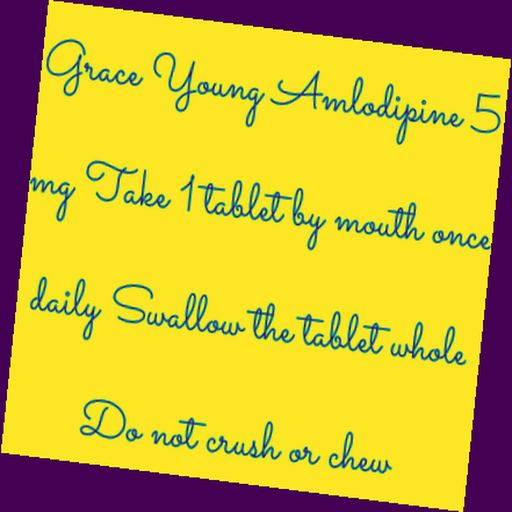 Grace Young Amlodipine 5
mg Take 1 tablet by mouth once
daily Swallow the tablet whole
Do not crush or chew